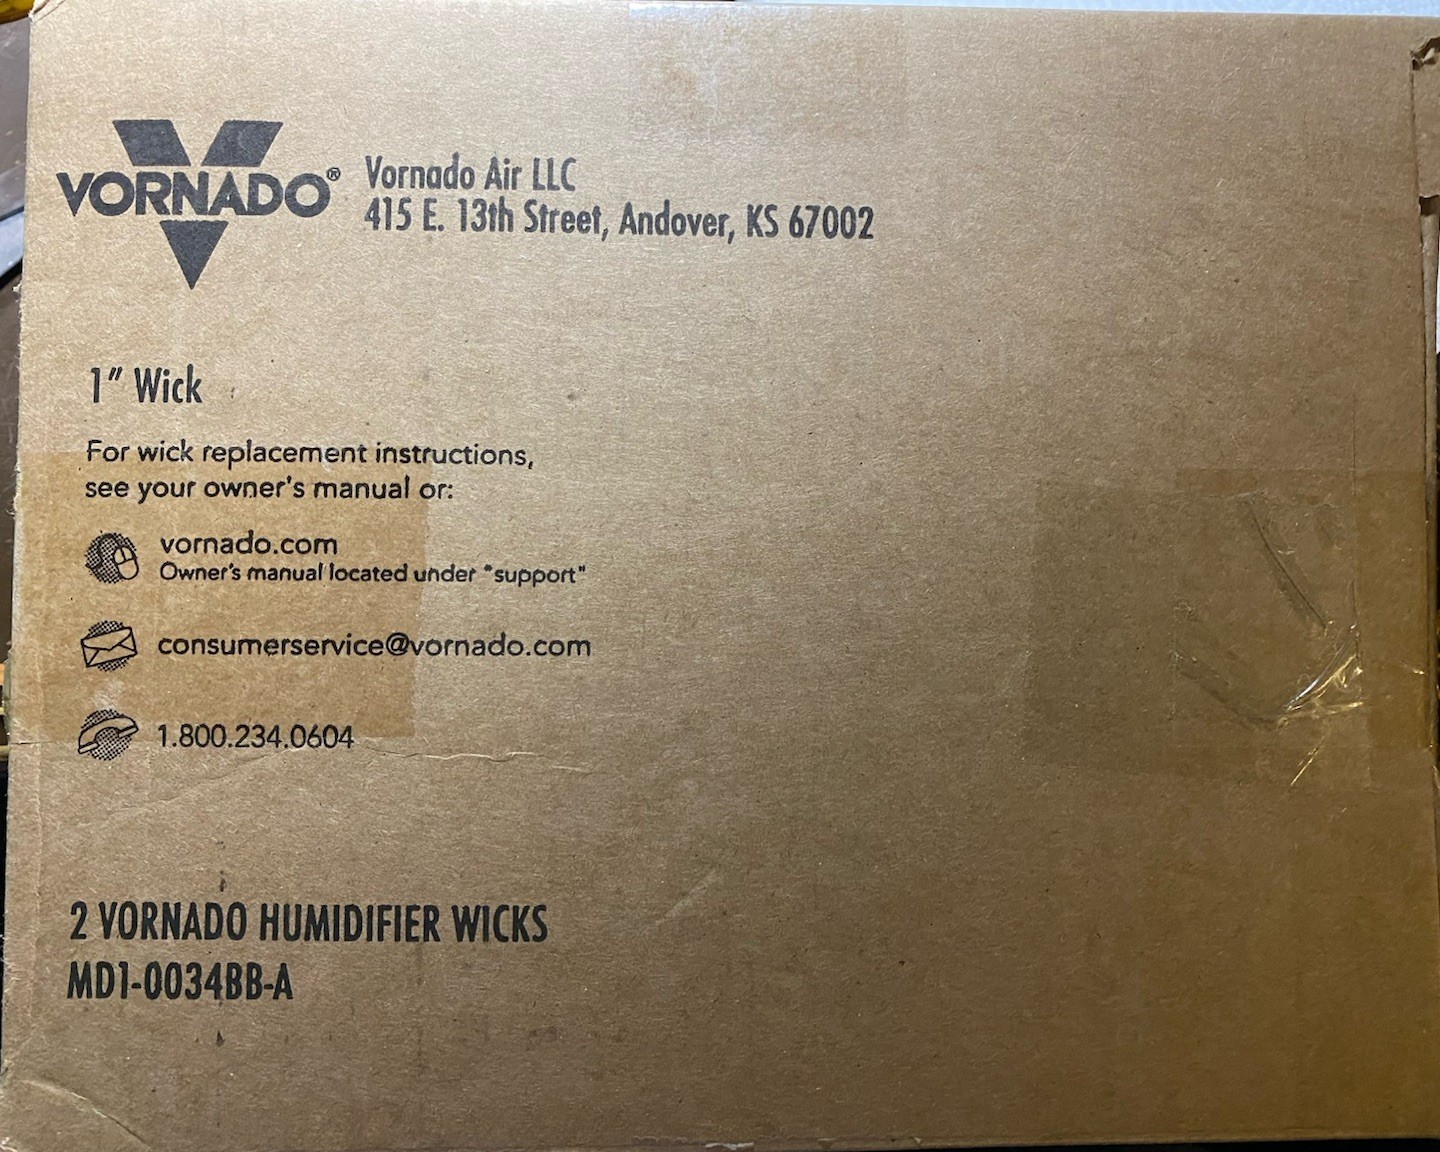 VORNADO®
Vornado Air LLC
415 E. 13th Street, Andover, KS 67002
1" Wick
For wick replacement instructions,
see your owner's manual or:
vornado.com
Owner's manual located under "support"
consumerservice@vornado.com
1.800.234.0604
2 VORNADO HUMIDIFIER WICKS
MD1-0034BB-A